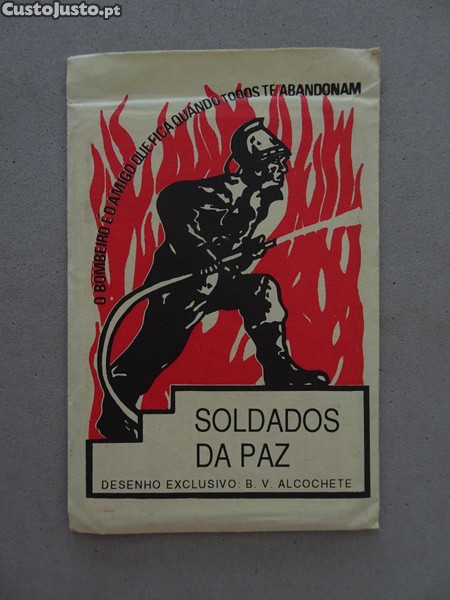 CustoJusto.pt
O BOMBEIRO É O AMIGO QUE FICA QUANDO TODOS TE ABANDONAM
SOLDADOS
DA PAZ
DESENHO EXCLUSIVO: B. V. ALCOCHETE